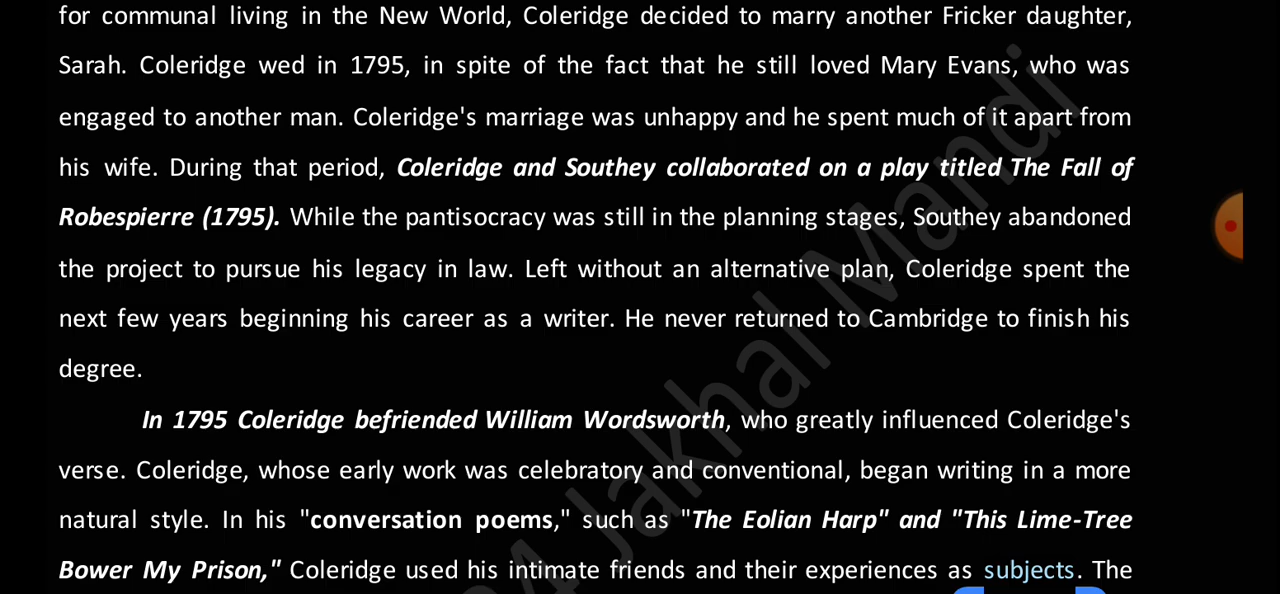 for communal living in the New World, Coleridge decided to marry another Fricker daughter,
Sarah. Coleridge wed in 1795, in spite of the fact that he still loved Mary Evans, who was
engaged to another man. Coleridge's marriage was unhappy and he spent much of it apart from
his wife. During that period, Coleridge and Southey collaborated on a play titled The Fall of
Robespierre (1795). While the pantisocracy was still in the planning stages, Southey abandoned
the project to pursue his legacy in law. Left without an alternative plan, Coleridge spent the
next few years beginning his career as a writer. He never returned to Cambridge to finish his
degree.
In 1795 Coleridge befriended William Wordsworth, who greatly influenced Coleridge's
verse. Coleridge, whose early work was celebratory and conventional, began writing in a more
natural style. In his "conversation poems," such as "The Eolian Harp" and "This Lime-Tree
Bower My Prison," Coleridge used his intimate friends and their experiences as subjects. The
4 Jakhal Mandi